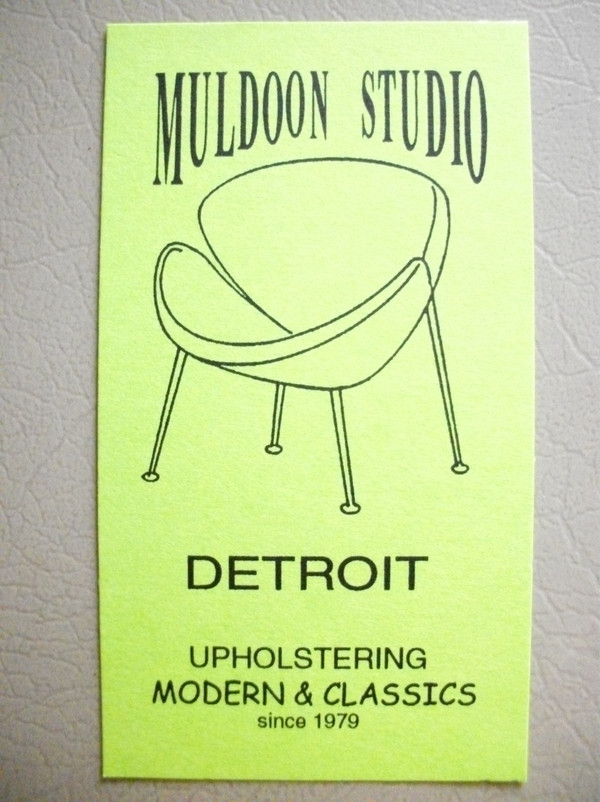 MULDOON STUDIO
DETROIT
UPHOLSTERING
MODERN & CLASSICS
since 1979